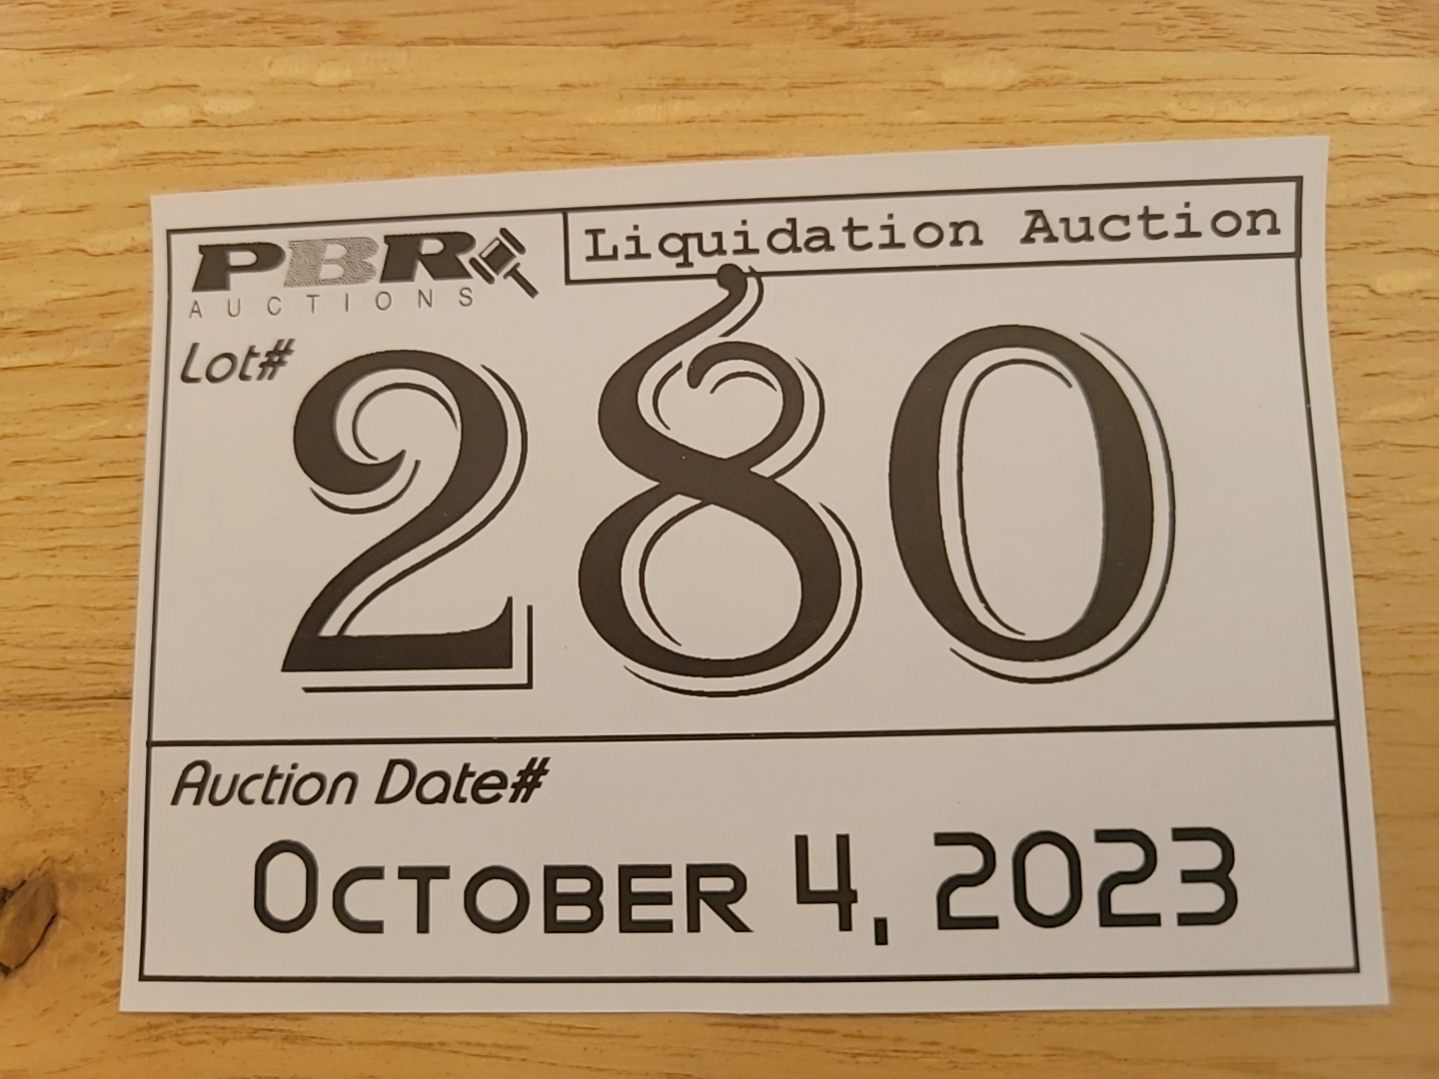 PBR
AUCTIONS
Liquidation Auction
Lot#
280
Auction Date#
October 4, 2023